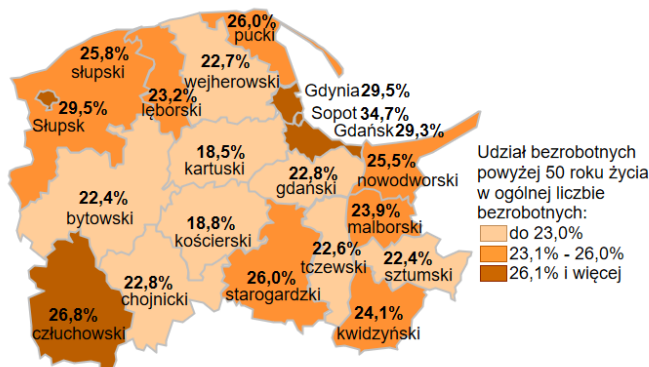 26,0%
pucki
25,8%
słupski
22,7%
wejherowski
23,2%
lęborski
29,5%
Słupsk
Gdynia 29,5%
Sopot 34,7%
Gdańsk 29,3%
18,5%
kartuski
22,8%
gdański
25,5%
nowodworski
22,4%
bytowski
18,8%
kościerski
23,9%
malborski
22,6%
tczewski
22,4%
sztumski
22,8%
chojnicki
26,0%
starogardzki
26,8%
człuchowski
24,1%
kwidzyński
Udział bezrobotnych
powyżej 50 roku życia
w ogólnej liczbie
bezrobotnych:
do 23,0%
23,1% - 26,0%
26,1% i więcej